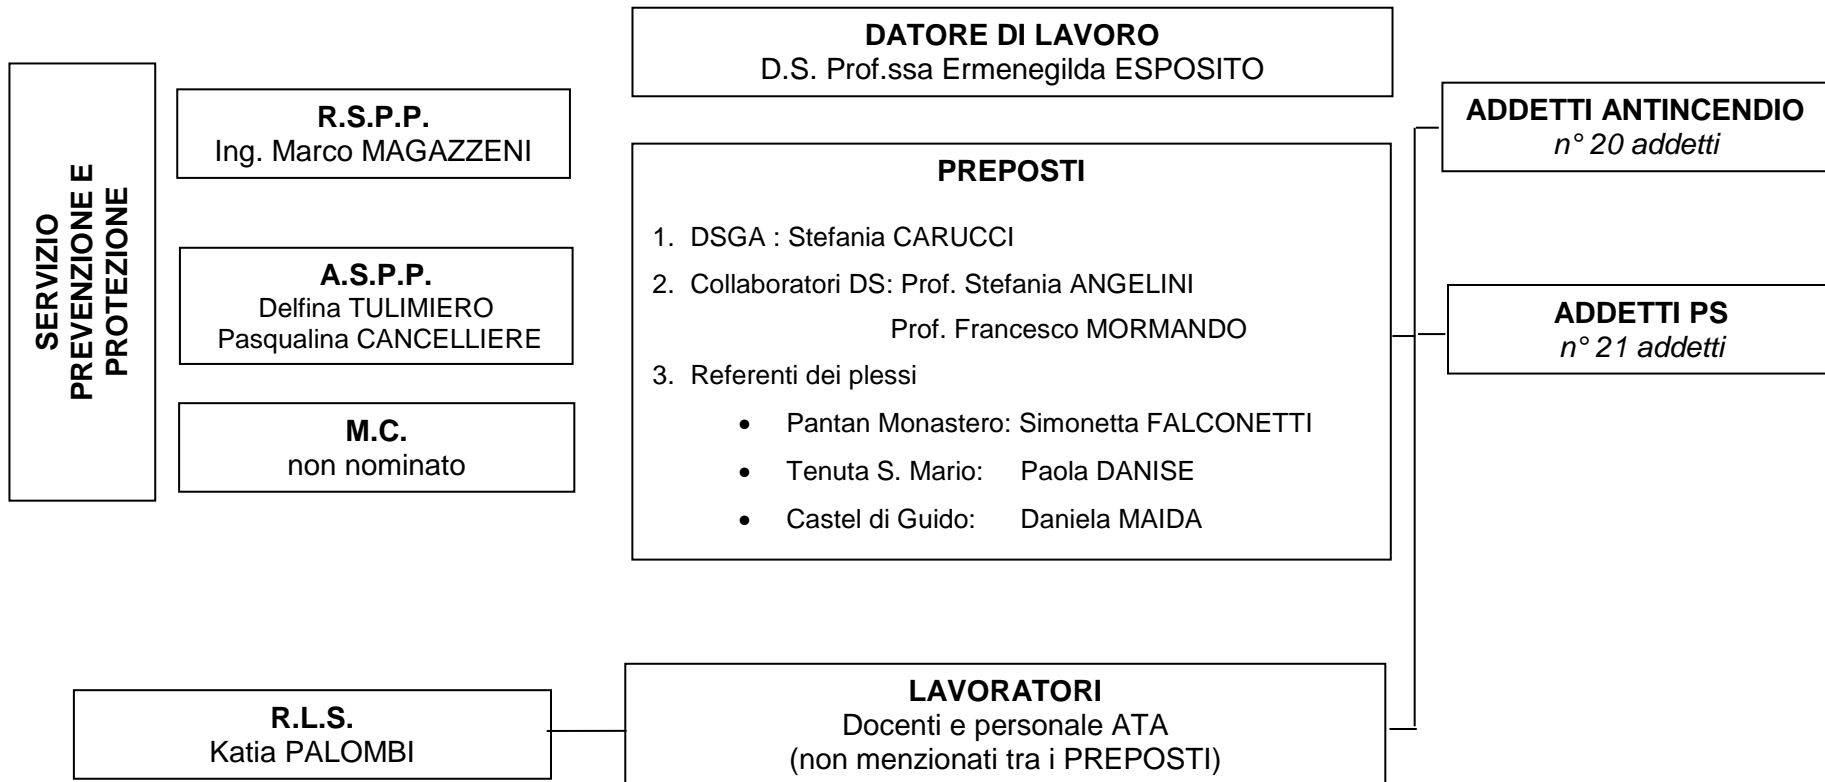 DATORE DI LAVORO
D.S. Prof.ssa Ermenegilda ESPOSITO
SERVIZIO
PREVENZIONE E
PROTEZIONE
R.S.P.P.
Ing. Marco MAGAZZENI
A.S.P.P.
Delfina TULIMIERO
Pasqualina CANCELLIERE
M.C.
non nominato
PREPOSTI
1. DSGA : Stefania CARUCCI
2. Collaboratori DS: Prof. Stefania ANGELINI
Prof. Francesco MORMANDO
3. Referenti dei plessi
• Pantan Monastero: Simonetta FALCONETTI
• Tenuta S. Mario: Paola DANISE
• Castel di Guido: Daniela MAIDA
ADDETTI ANTINCENDIO
n° 20 addetti
ADDETTI PS
n° 21 addetti
R.L.S.
Katia PALOMBI
LAVORATORI
Docenti e personale ATA
(non menzionati tra i PREPOSTI)